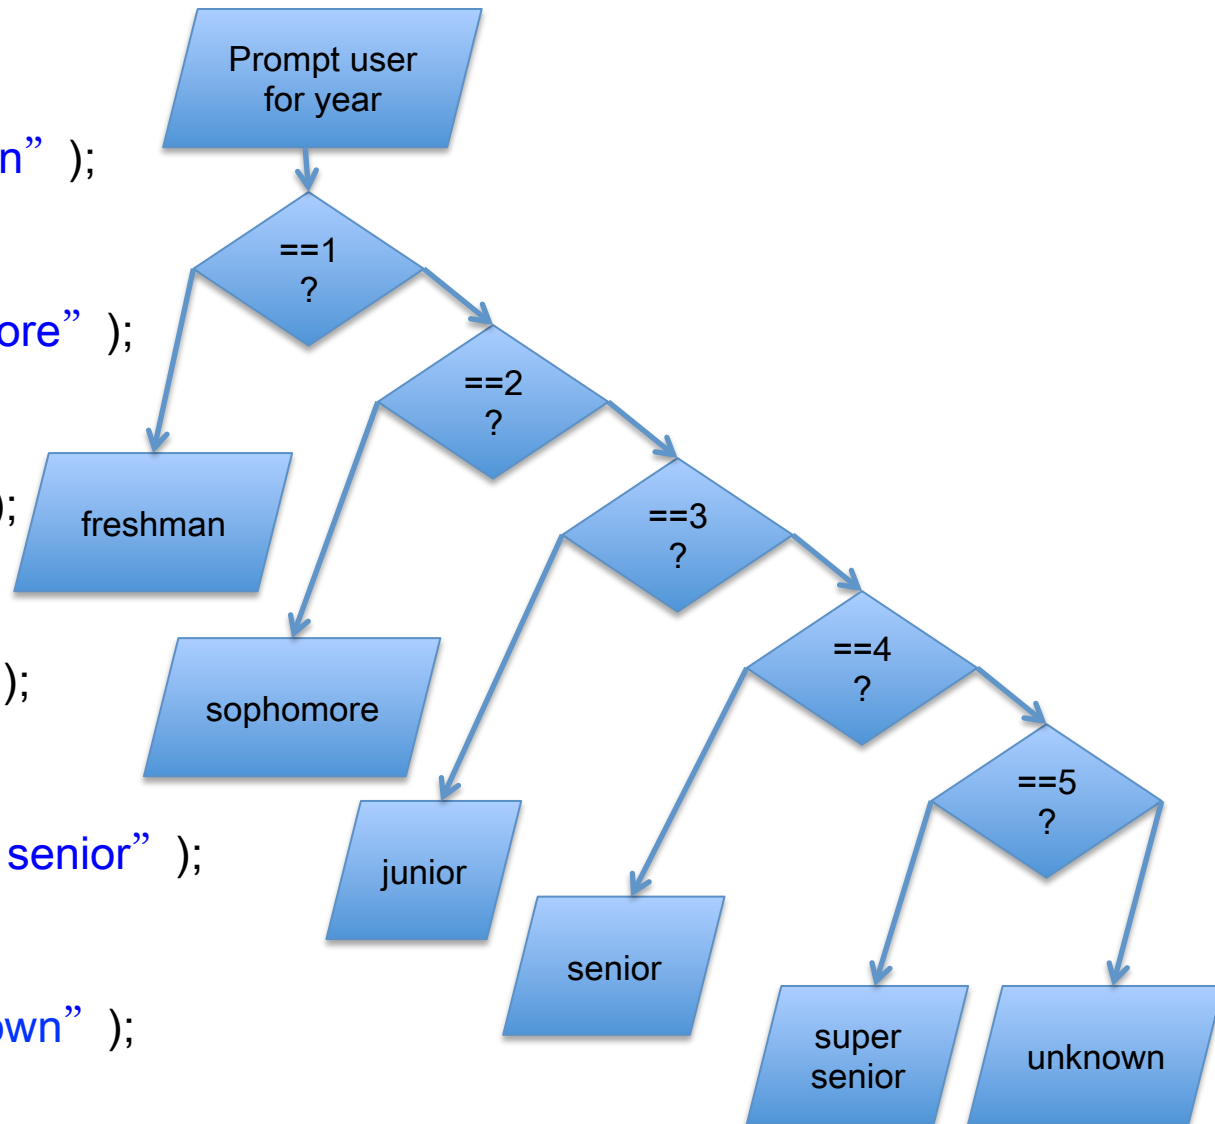 Prompt user
for year
n” );
==1
?
ore” );
==2
?
);
freshman
==3
?
);
sophomore
==4
?
senior” );
junior
==5
?
senior
own” );
super
senior
unknown